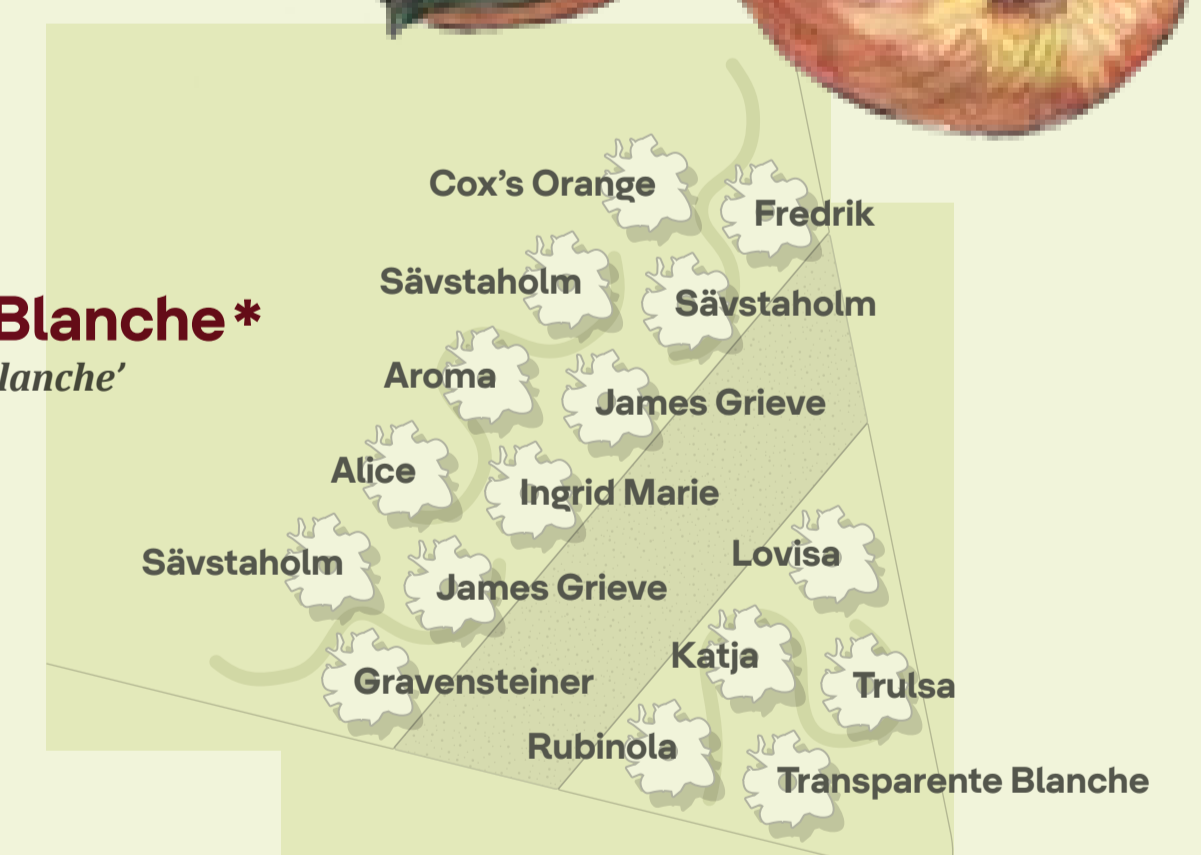 Cox’s Orange
Fredrik
Sävstaholm
Sävstaholm
Blanche*
lanche’
Aroma
James Grieve
Alice
Ingrid Marie
Lovisa
Sävstaholm
James Grieve
Katja
Gravensteiner
Trulsa
Rubinola
Transparente Blanche